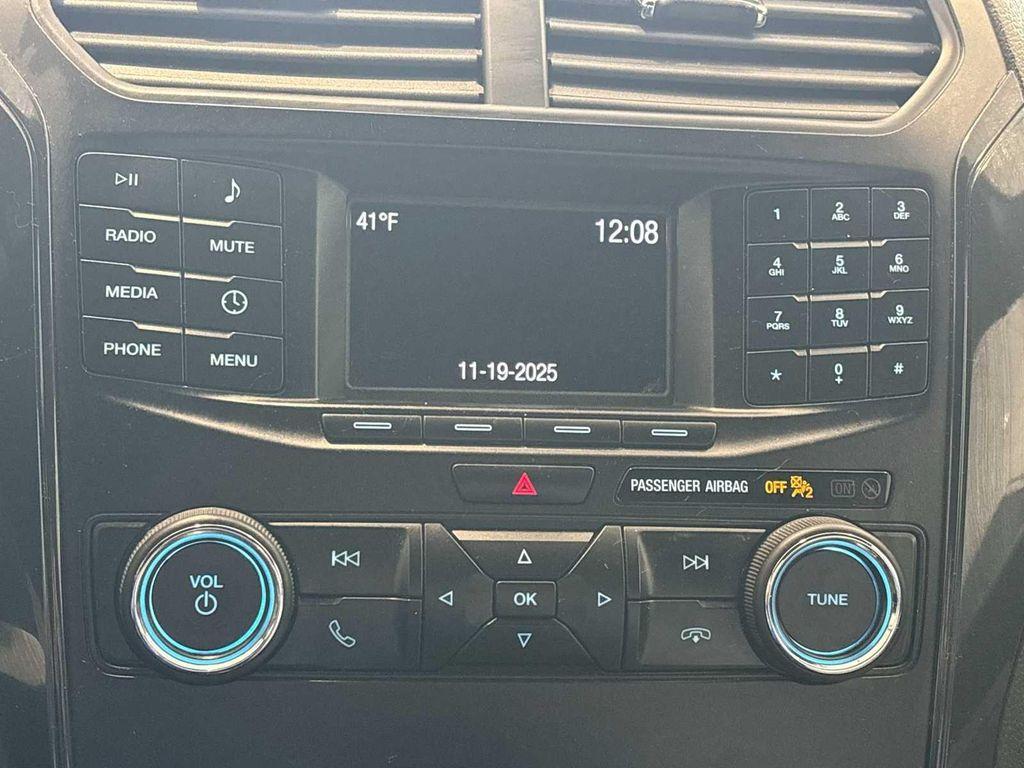 RADIO
MUTE
MEDIA
PHONE
MENU
41°F
12:08
11-19-2025
1
2
ABC
3
DEF
4
GHI
5
JKL
6
MNO
7
PQRS
8
TUV
9
WXYZ
*
0
+
#
PASSENGER AIRBAG OFF 2 ON
VOL
OK
TUNE